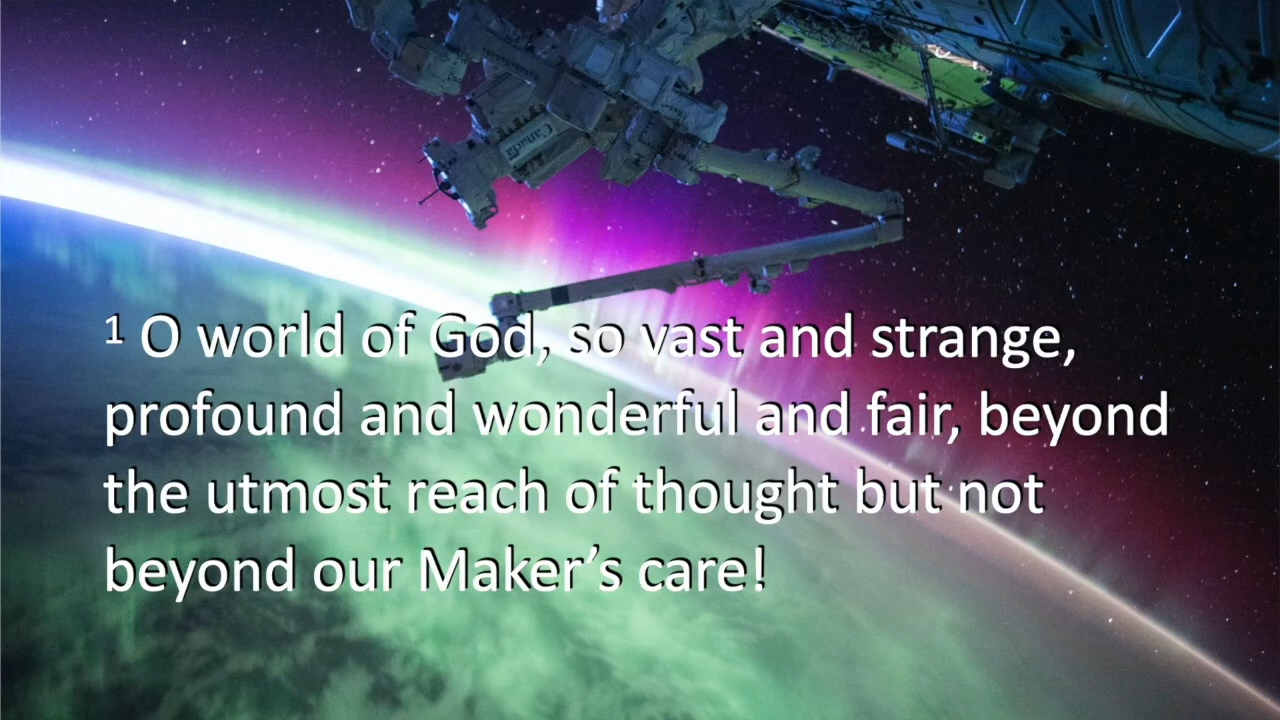 Canada
¹ O world of God, so vast and strange,
profound and wonderful and fair, beyond
the utmost reach of thought but not
beyond our Maker’s care!